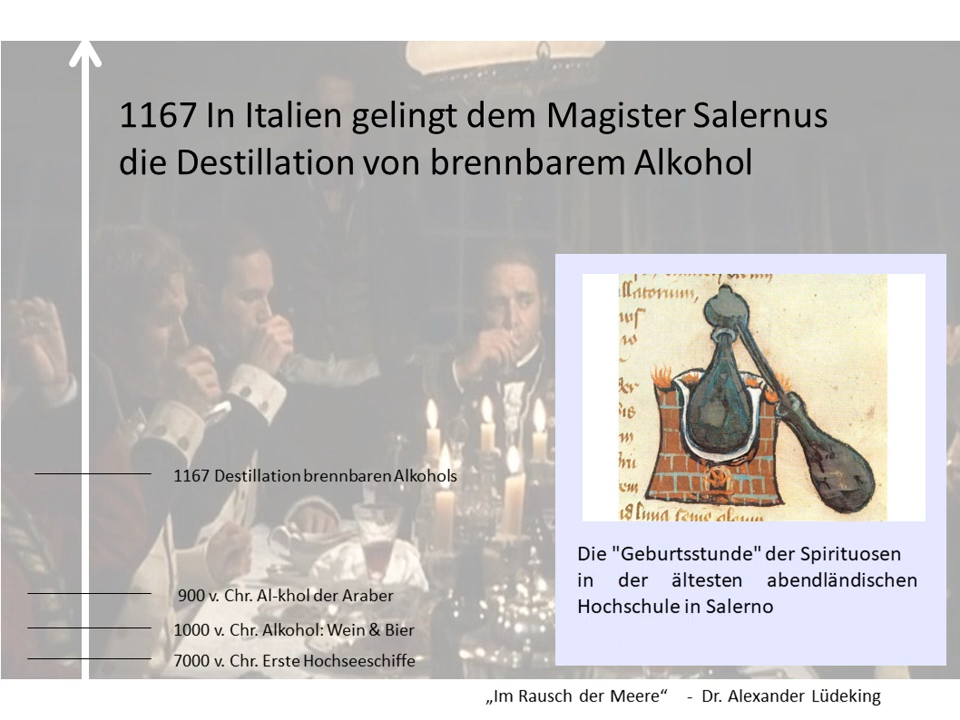 1167 In Italien gelingt dem Magister Salernus
die Destillation von brennbarem Alkohol
1167 Destillation brennbaren Alkohols
900 v. Chr. Al-khol der Araber
1000 v. Chr. Alkohol: Wein & Bier
7000 v. Chr. Erste Hochseeschiffe
Die "Geburtsstunde" der Spirituosen
in der ältesten abendländischen
Hochschule in Salerno
„Im Rausch der Meere“ - Dr. Alexander Lüdeking